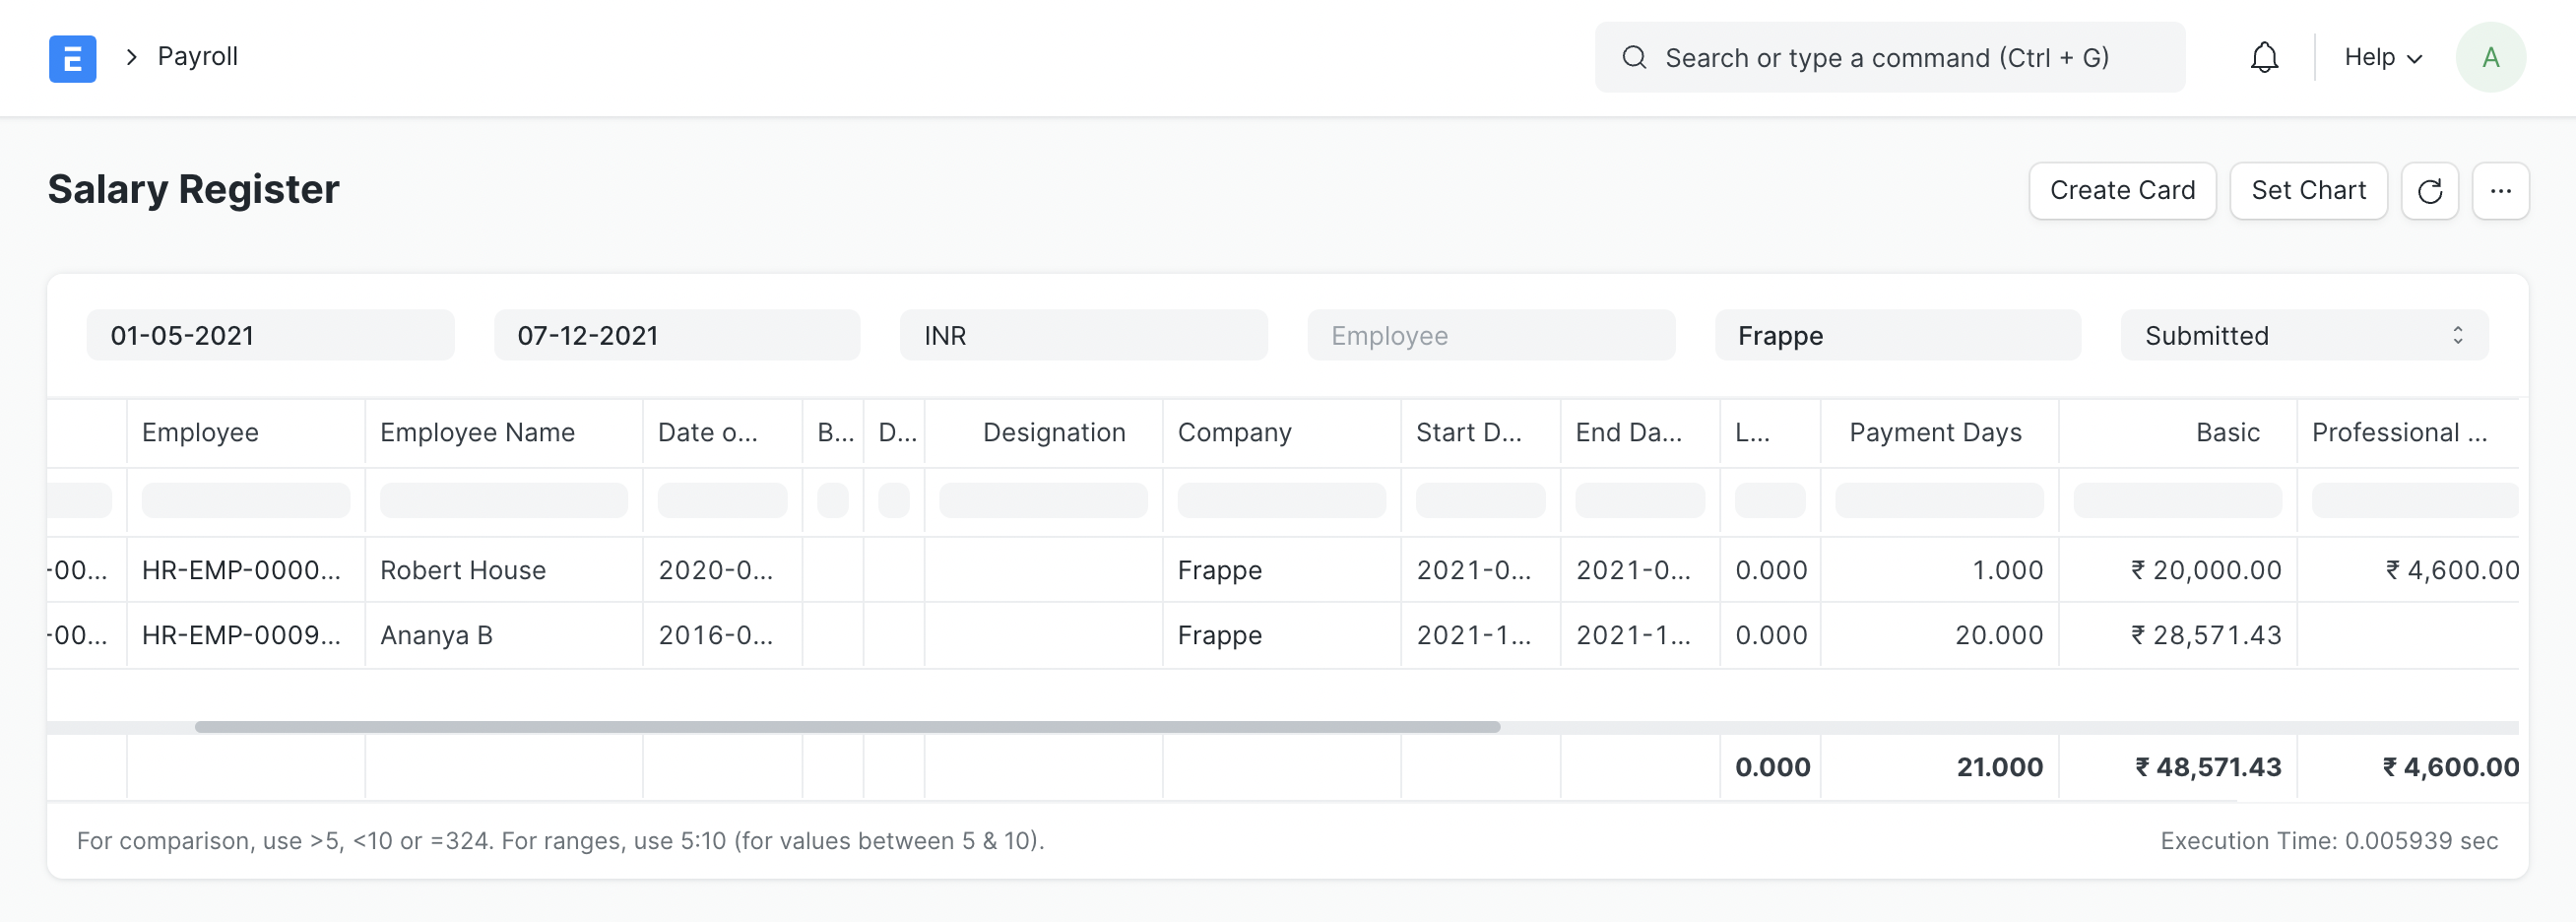 E > Payroll Search or type a command (Ctrl + G) Help A
Salary Register Create Card Set Chart ...
01-05-2021 07-12-2021 INR Employee Frappe Submitted
Employee Employee Name Date o... B... D... Designation Company Start D... End Da... L... Payment Days Basic Professional ...
-00... HR-EMP-0000... Robert House 2020-0... Frappe 2021-0... 2021-0... 0.000 1.000 ₹ 20,000.00 ₹ 4,600.00
-00... HR-EMP-0009... Ananya B 2016-0... Frappe 2021-1... 2021-1... 0.000 20.000 ₹ 28,571.43
0.000 21.000 ₹ 48,571.43 ₹ 4,600.00
For comparison, use >5, <10 or =324. For ranges, use 5:10 (for values between 5 & 10). Execution Time: 0.005939 sec